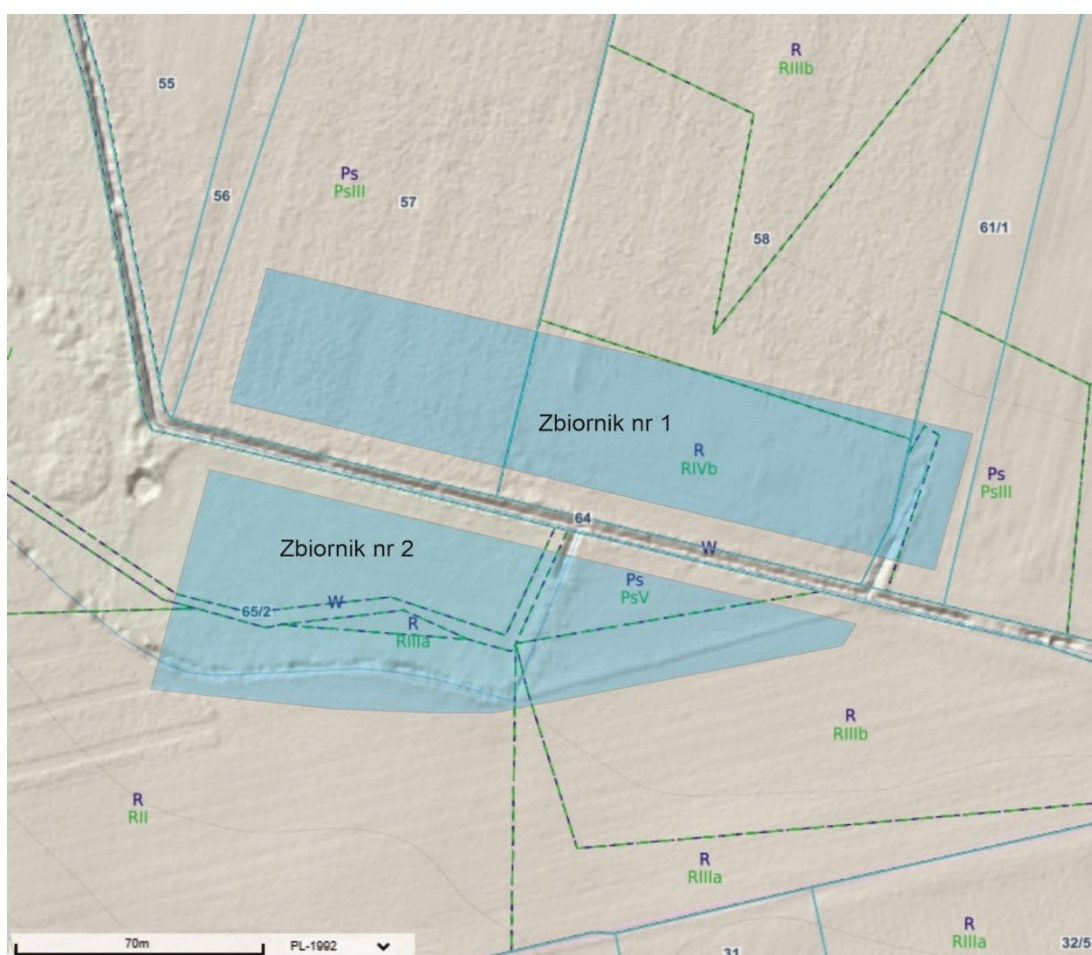 R
RIIIb
55
Ps
PsIII
56
57
58
61/1
Zbiornik nr 1
R
RIVb
Ps
PsIII
64
W
Zbiornik nr 2
Ps
PsV
W
65/2
R
RIIIa
R
RIIIb
R
RII
R
RIIIa
R
RIIIa
31
32/5
70m
PL-1992